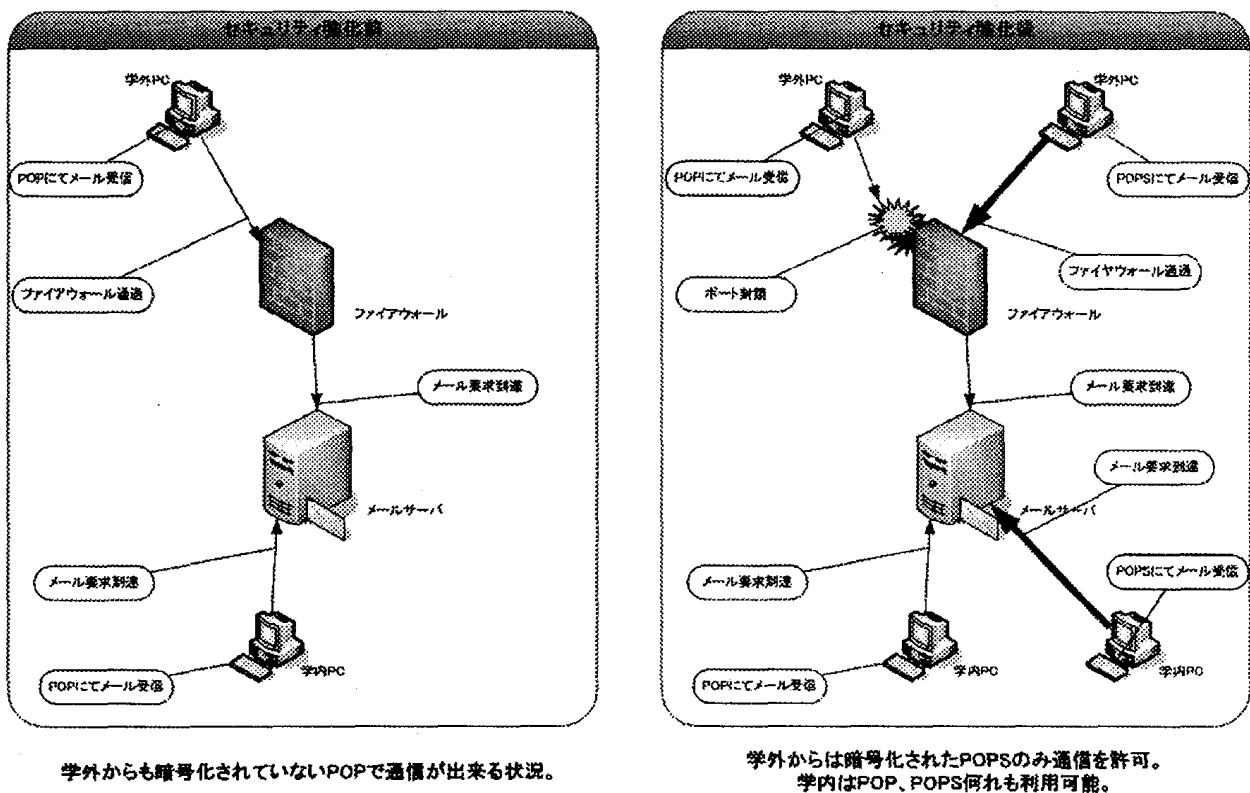 セキュリティ強化前
学外PC
POPにてメール受信
ファイアウォール通過
ファイアウォール
メール要求到達
メールサーバ
メール要求到達
学内PC
POPにてメール受信
学外からも暗号化されていないPOPで通信が出来る状況。
セキュリティ強化後
学外PC
学外PC
POPにてメール受信
POPSにてメール受信
ポート封鎖
ファイヤウォール通過
ファイアウォール
メール要求到達
メール要求到達
メールサーバ
メール要求到達
POPSにてメール受信
学内PC
学内PC
POPにてメール受信
学外からは暗号化されたPOPSのみ通信を許可。
学内はPOP、POPS何れも利用可能。